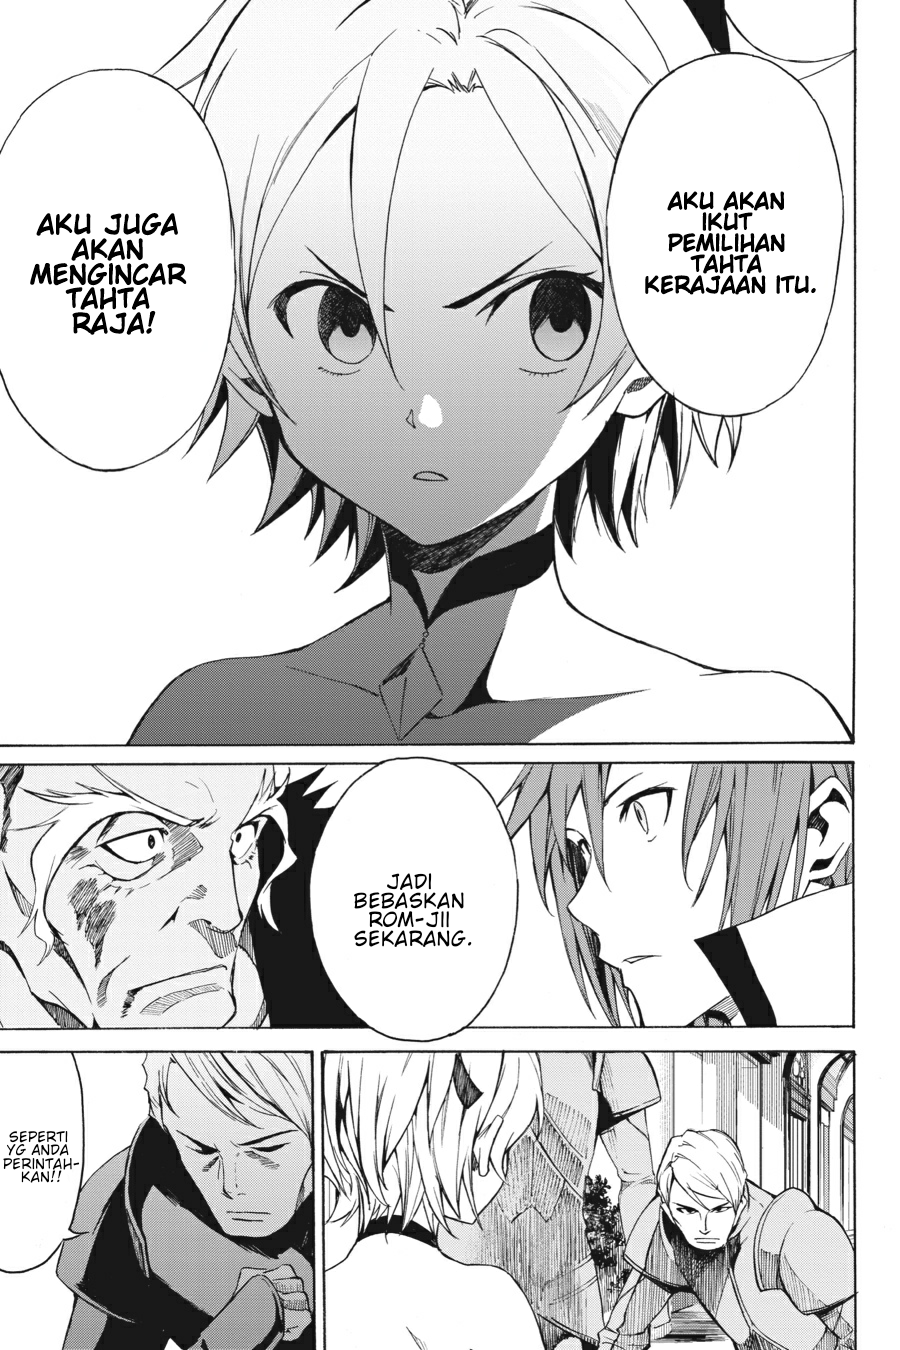 AKU AKAN
IKUT
PEMILIHAN
TAHTA
KERAJAAN ITU.
AKU JUGA
AKAN
MENGINCAR
TAHTA
RAJA!
JADI
BEBASKAN
ROM-JII
SEKARANG.
SEPERTI
YG ANDA
PERINTAH-
KAN!!